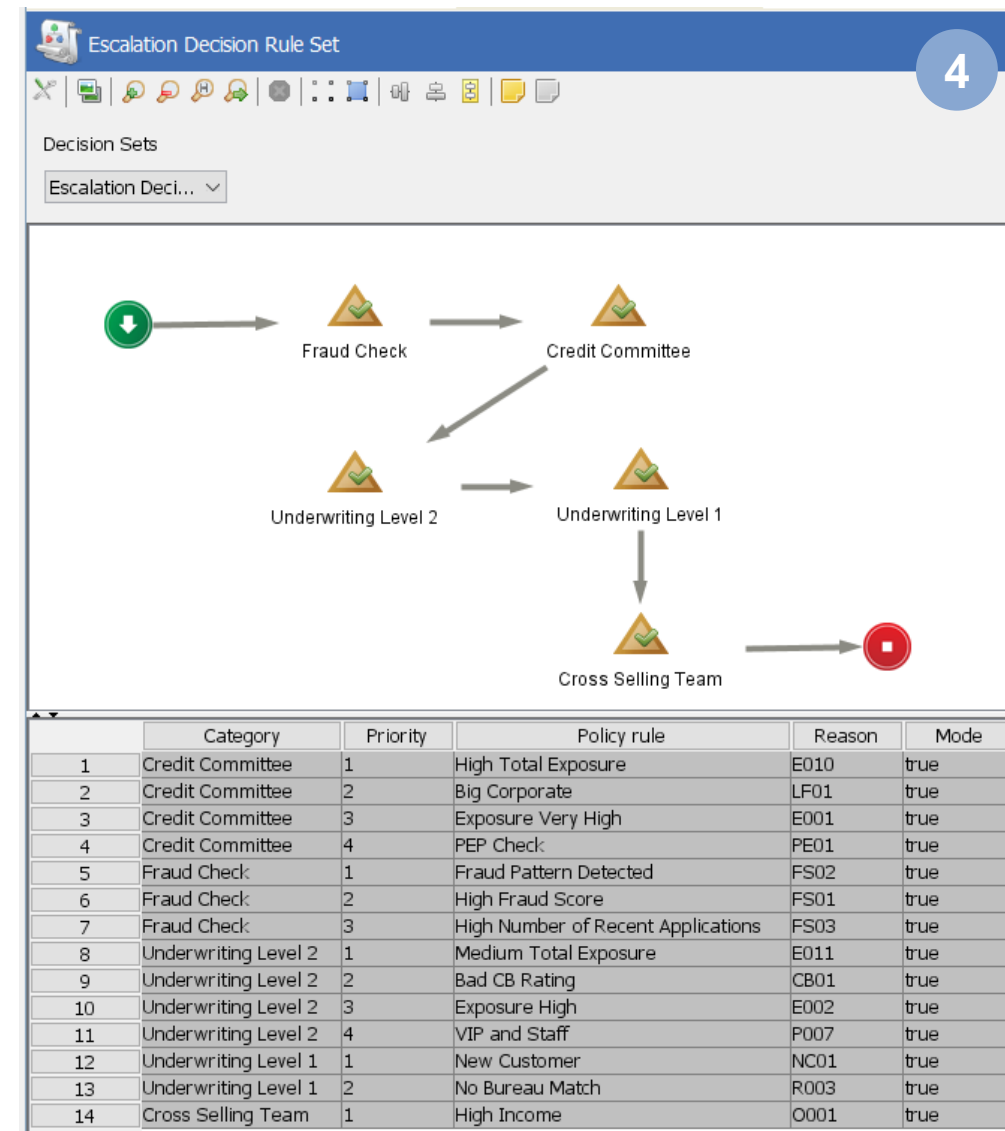 Escalation Decision Rule Set
4
Decision Sets
Escalation Deci...
Fraud Check
Credit Committee
Underwriting Level 2
Underwriting Level 1
Cross Selling Team
Category Priority Policy rule Reason Mode
1 Credit Committee 1 High Total Exposure E010 true
2 Credit Committee 2 Big Corporate LF01 true
3 Credit Committee 3 Exposure Very High E001 true
4 Credit Committee 4 PEP Check PE01 true
5 Fraud Check 1 Fraud Pattern Detected FS02 true
6 Fraud Check 2 High Fraud Score FS01 true
7 Fraud Check 3 High Number of Recent Applications FS03 true
8 Underwriting Level 2 1 Medium Total Exposure E011 true
9 Underwriting Level 2 2 Bad CB Rating CB01 true
10 Underwriting Level 2 3 Exposure High E002 true
11 Underwriting Level 2 4 VIP and Staff P007 true
12 Underwriting Level 1 1 New Customer NC01 true
13 Underwriting Level 1 2 No Bureau Match R003 true
14 Cross Selling Team 1 High Income O001 true